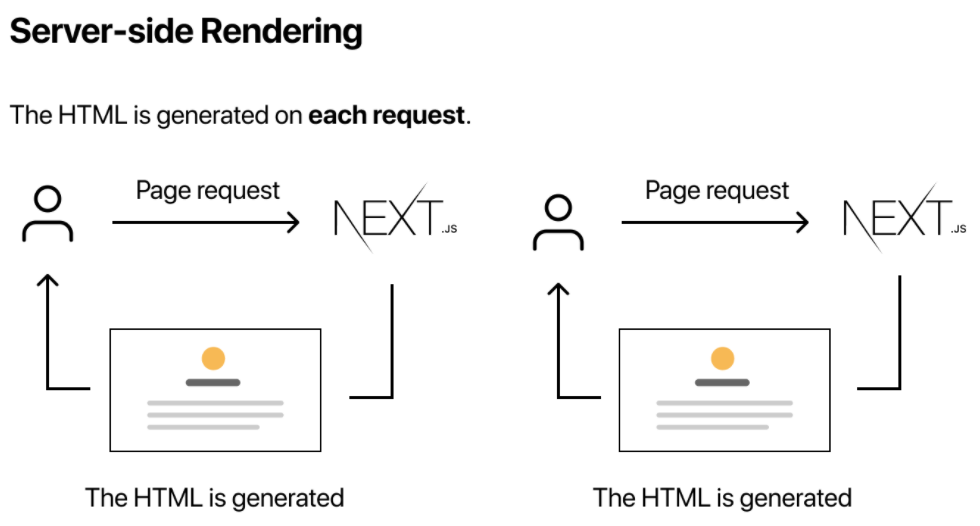 Server-side Rendering
The HTML is generated on each request.
Page request
NEXT.JS
Page request
NEXT.JS
The HTML is generated
The HTML is generated